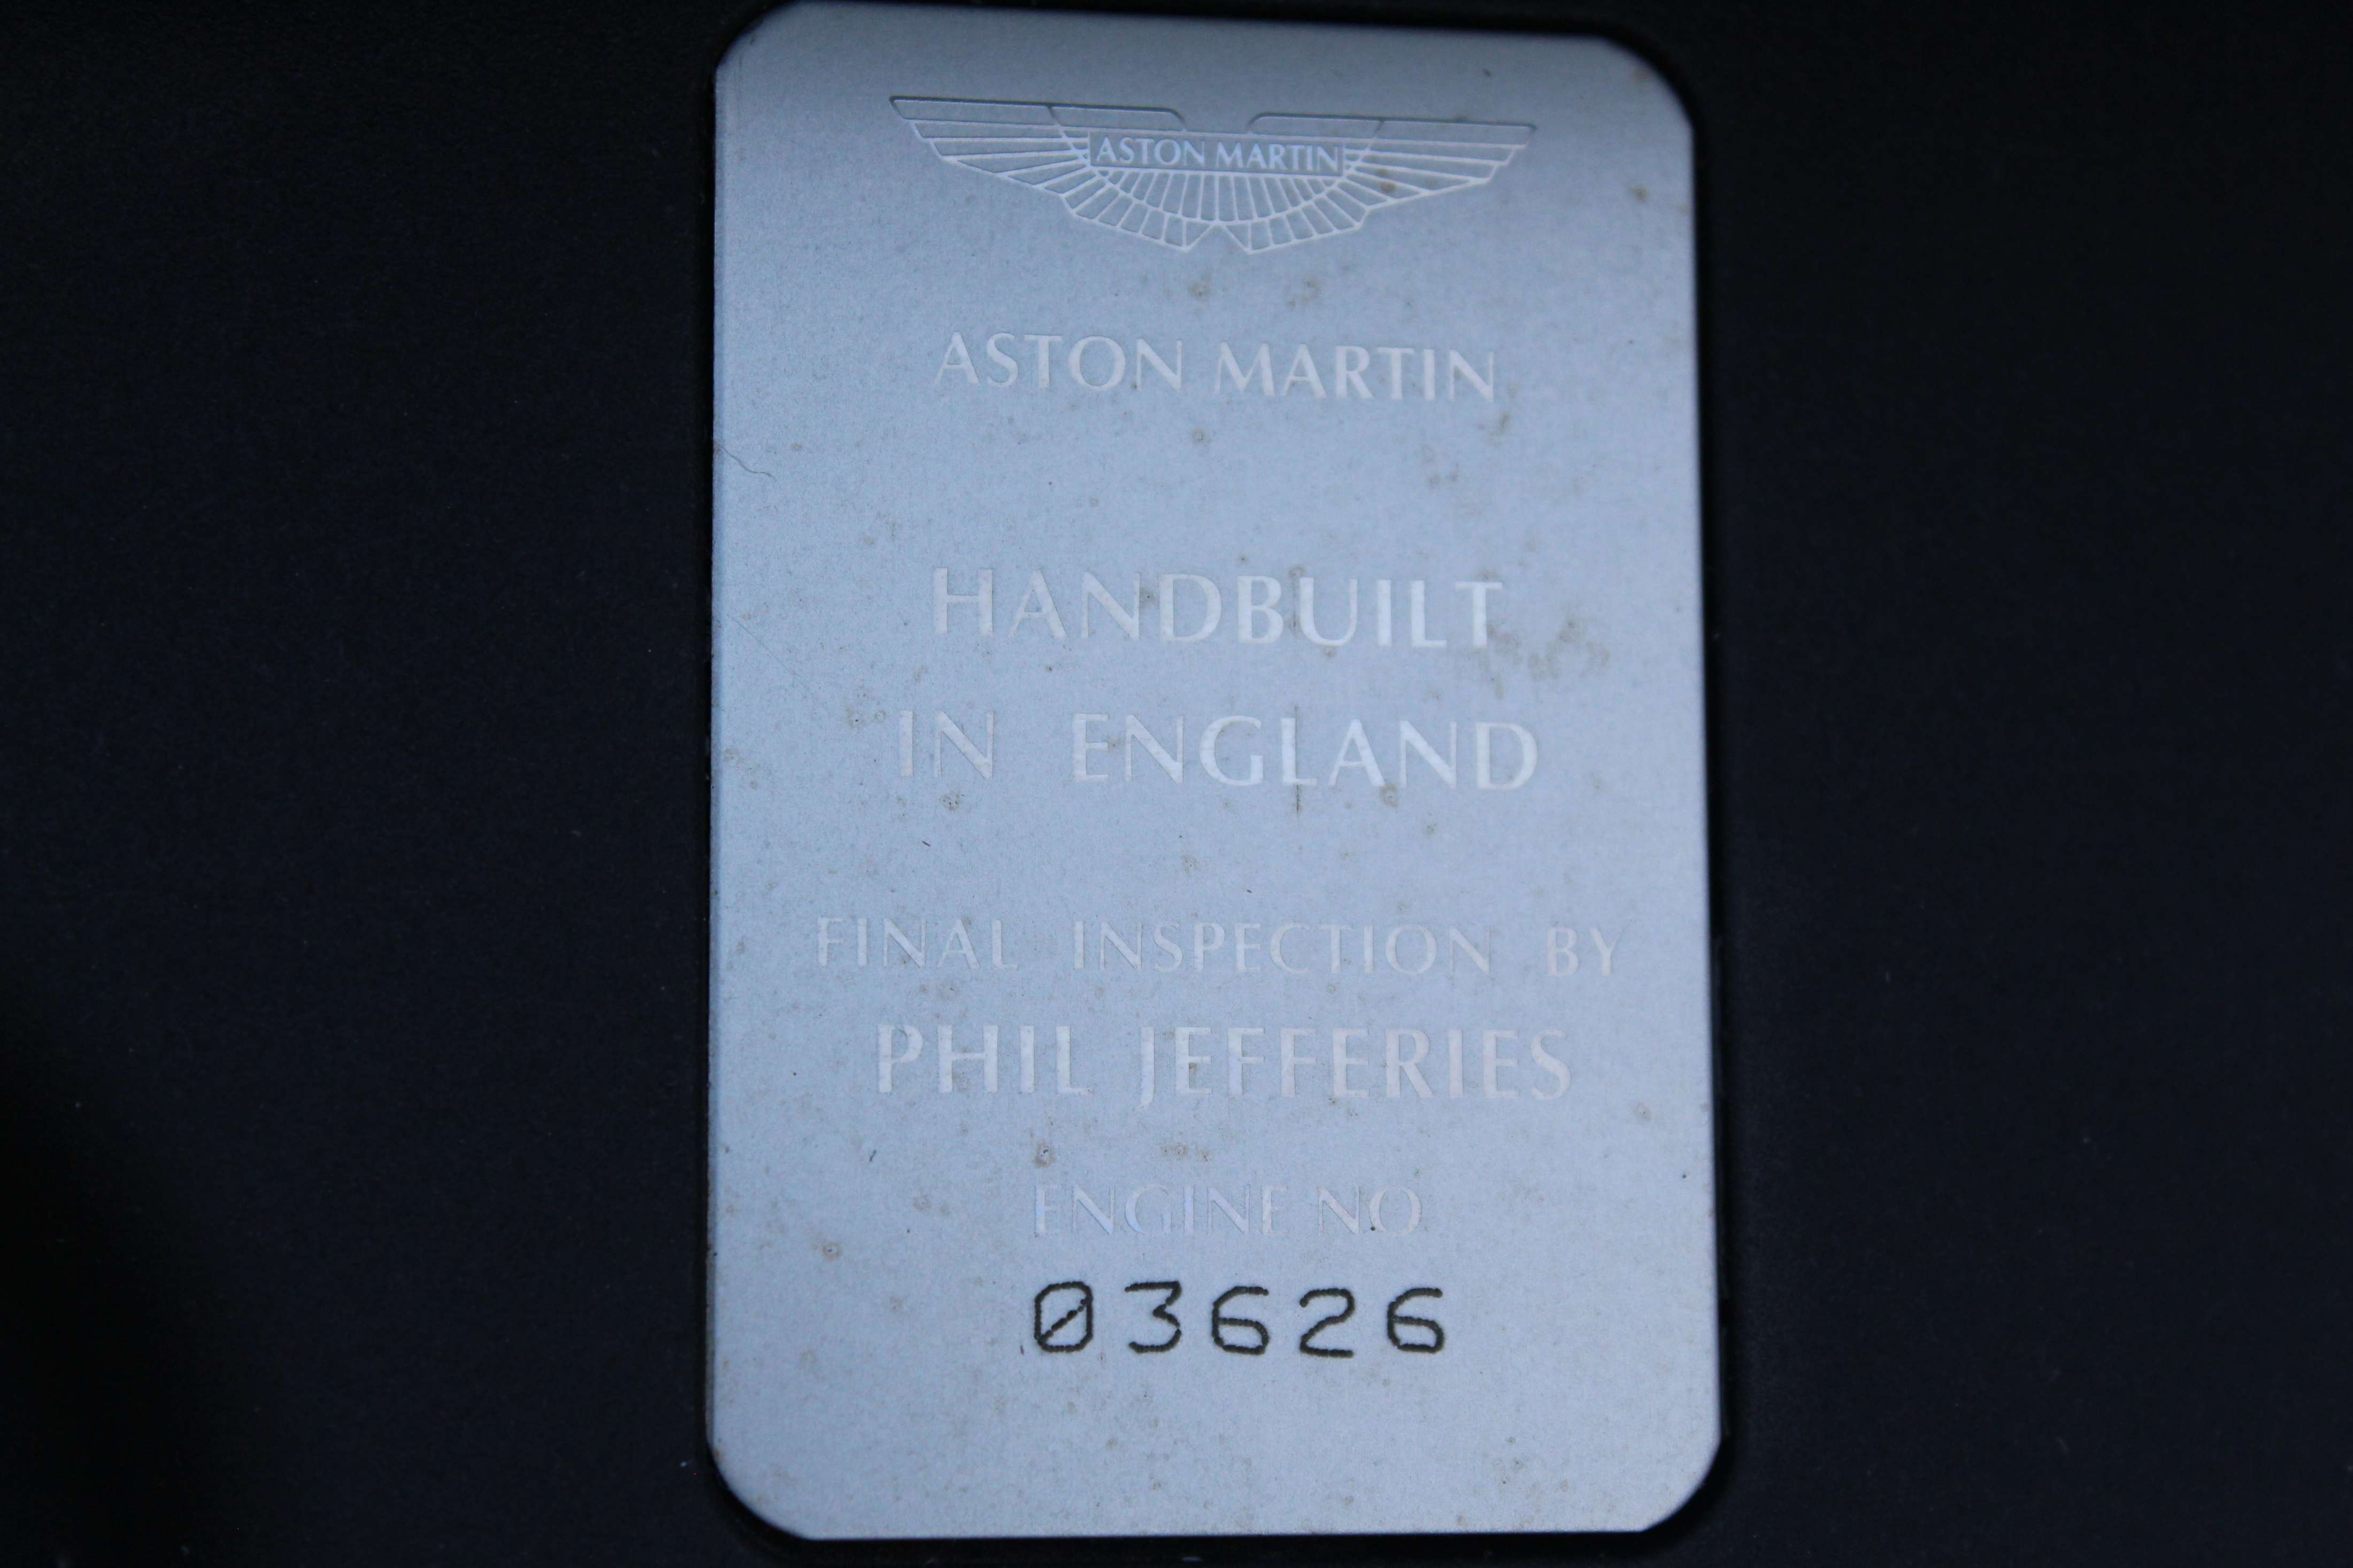 ASTON MARTIN
ASTON MARTIN
HANDBUILT
IN ENGLAND
FINAL INSPECTION BY
PHIL JEFFERIES
ENGINE NO
03626